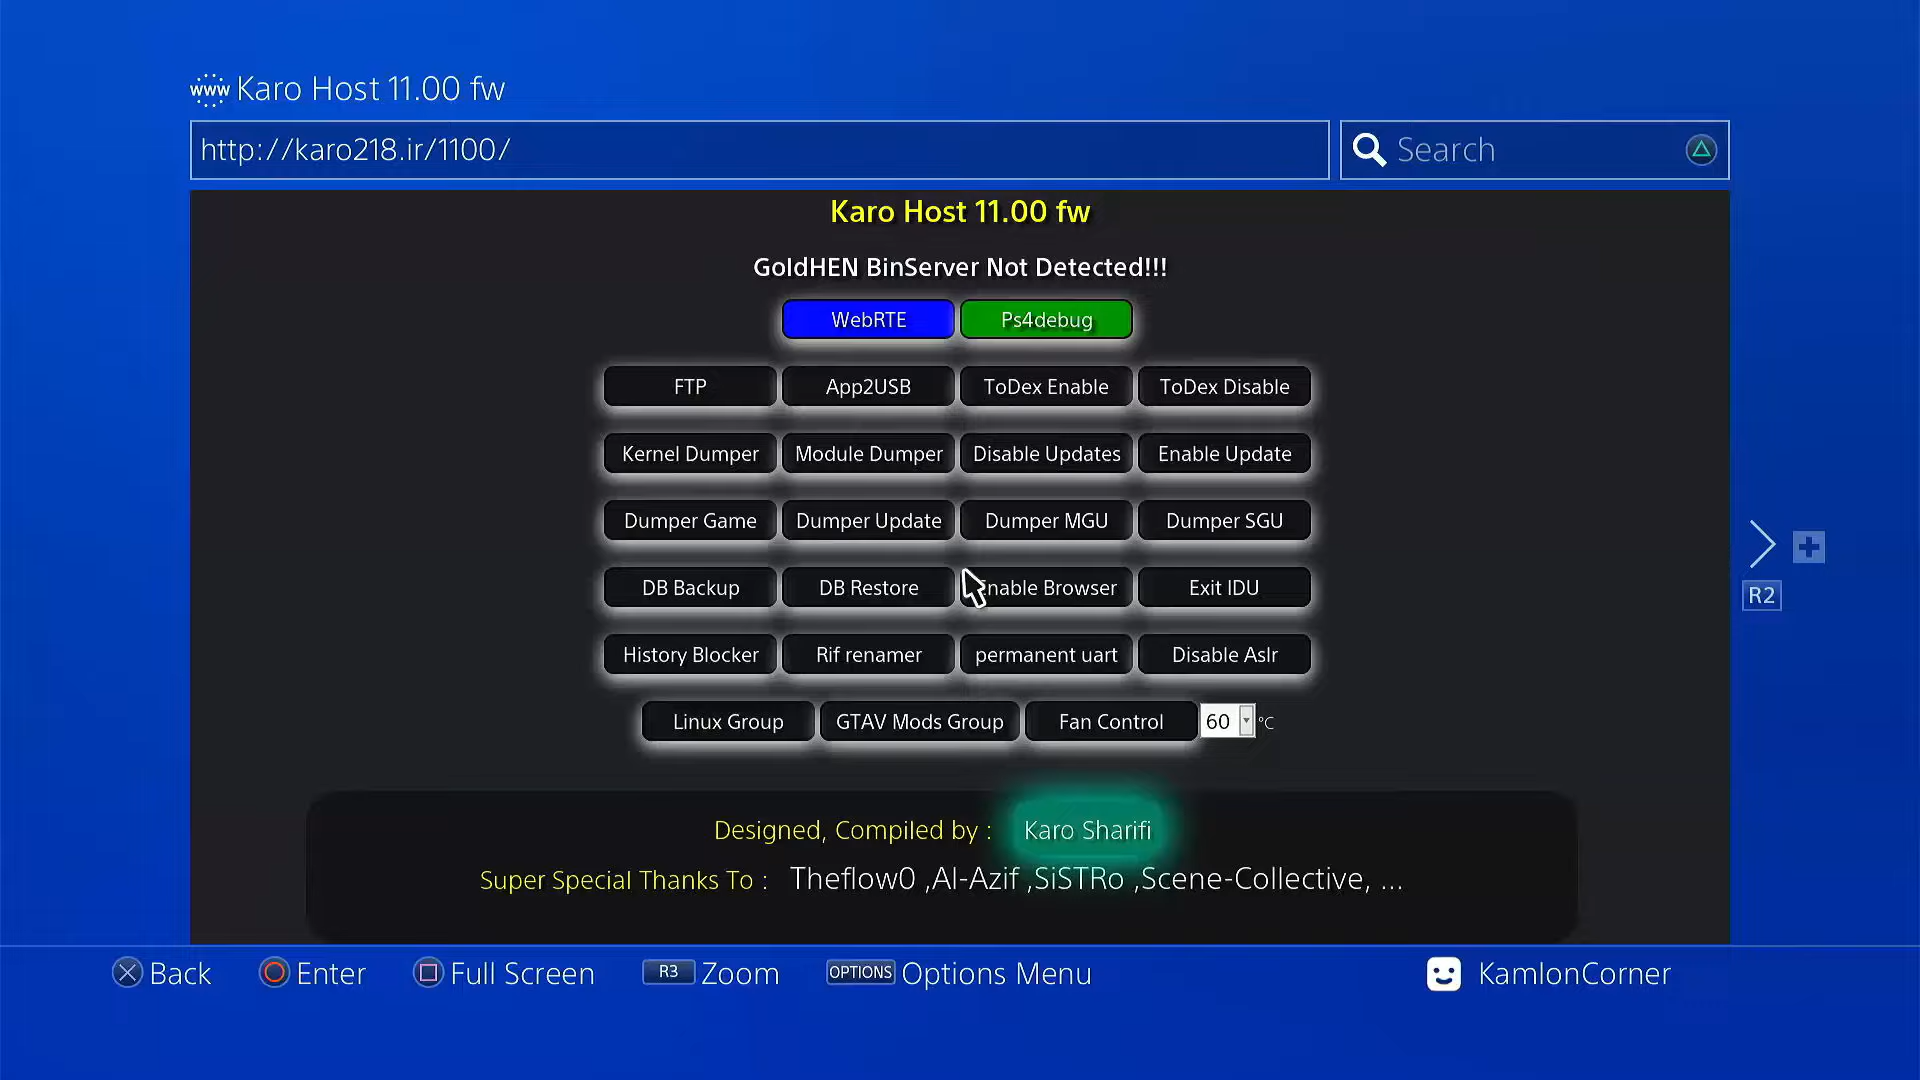 www Karo Host 11.00 fw
http://karo218.ir/1100/
Search
Karo Host 11.00 fw
GoldHEN BinServer Not Detected!!!
WebRTE Ps4debug
FTP App2USB ToDex Enable ToDex Disable
Kernel Dumper Module Dumper Disable Updates Enable Update
Dumper Game Dumper Update Dumper MGU Dumper SGU
DB Backup DB Restore Enable Browser Exit IDU
History Blocker Rif renamer permanent uart Disable Aslr
Linux Group GTAV Mods Group Fan Control 60 °C
R2
Designed, Compiled by : Karo Sharifi
Super Special Thanks To : Theflow0 ,Al-Azif ,SiSTRo ,Scene-Collective, ...
Back Enter Full Screen R3 Zoom OPTIONS Options Menu KamlonCorner